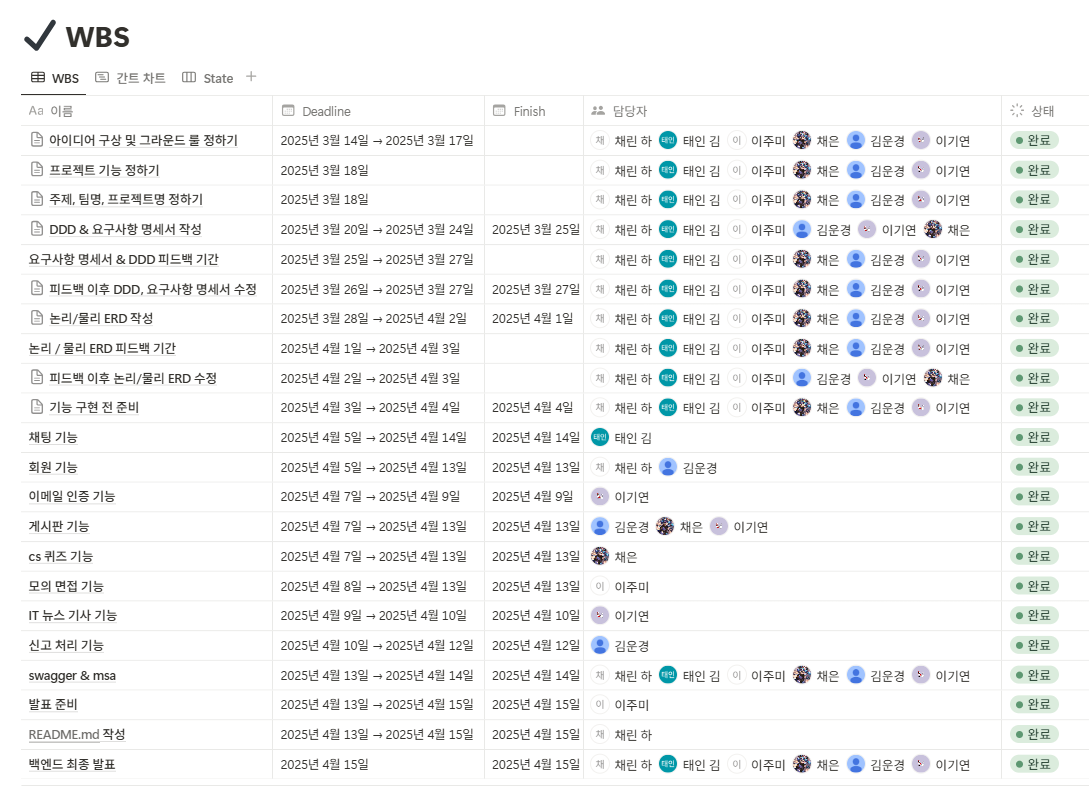 WBS
WBS 간트 차트 State +
Aa 이름 Deadline Finish 담당자 상태
아이디어 구상 및 그라운드 룰 정하기 2025년 3월 14일 → 2025년 3월 17일 채 채린 하 태인 태인 김 이 이주미 채은 김운경 이기연 완료
프로젝트 기능 정하기 2025년 3월 18일 채 채린 하 태인 태인 김 이 이주미 채은 김운경 이기연 완료
주제, 팀명, 프로젝트명 정하기 2025년 3월 18일 채 채린 하 태인 태인 김 이 이주미 채은 김운경 이기연 완료
DDD & 요구사항 명세서 작성 2025년 3월 20일 → 2025년 3월 24일 2025년 3월 25일 채 채린 하 태인 태인 김 이 이주미 김운경 이기연 채은 완료
요구사항 명세서 & DDD 피드백 기간 2025년 3월 25일 → 2025년 3월 27일 채 채린 하 태인 태인 김 이 이주미 채은 김운경 이기연 완료
피드백 이후 DDD, 요구사항 명세서 수정 2025년 3월 26일 → 2025년 3월 27일 2025년 3월 27일 채 채린 하 태인 태인 김 이 이주미 채은 김운경 이기연 완료
논리/물리 ERD 작성 2025년 3월 28일 → 2025년 4월 2일 2025년 4월 1일 채 채린 하 태인 태인 김 이 이주미 채은 김운경 이기연 완료
논리 / 물리 ERD 피드백 기간 2025년 4월 1일 → 2025년 4월 3일 채 채린 하 태인 태인 김 이 이주미 채은 김운경 이기연 완료
피드백 이후 논리/물리 ERD 수정 2025년 4월 2일 → 2025년 4월 3일 채 채린 하 태인 태인 김 이 이주미 김운경 이기연 채은 완료
기능 구현 전 준비 2025년 4월 3일 → 2025년 4월 4일 2025년 4월 4일 채 채린 하 태인 태인 김 이 이주미 채은 김운경 이기연 완료
채팅 기능 2025년 4월 5일 → 2025년 4월 14일 2025년 4월 14일 태인 태인 김 완료
회원 기능 2025년 4월 5일 → 2025년 4월 13일 2025년 4월 13일 채 채린 하 김운경 완료
이메일 인증 기능 2025년 4월 7일 → 2025년 4월 9일 2025년 4월 9일 이기연 완료
게시판 기능 2025년 4월 7일 → 2025년 4월 13일 2025년 4월 13일 김운경 채은 이기연 완료
cs 퀴즈 기능 2025년 4월 7일 → 2025년 4월 13일 2025년 4월 13일 채은 완료
모의 면접 기능 2025년 4월 8일 → 2025년 4월 13일 2025년 4월 13일 이 이주미 완료
IT 뉴스 기사 기능 2025년 4월 9일 → 2025년 4월 10일 2025년 4월 10일 이기연 완료
신고 처리 기능 2025년 4월 10일 → 2025년 4월 12일 2025년 4월 12일 김운경 완료
swagger & msa 2025년 4월 13일 → 2025년 4월 14일 2025년 4월 14일 채 채린 하 태인 태인 김 이 이주미 채은 김운경 이기연 완료
발표 준비 2025년 4월 13일 → 2025년 4월 15일 2025년 4월 15일 이 이주미 완료
README.md 작성 2025년 4월 13일 → 2025년 4월 15일 2025년 4월 15일 채 채린 하 완료
백엔드 최종 발표 2025년 4월 15일 2025년 4월 15일 채 채린 하 태인 태인 김 이 이주미 채은 김운경 이기연 완료